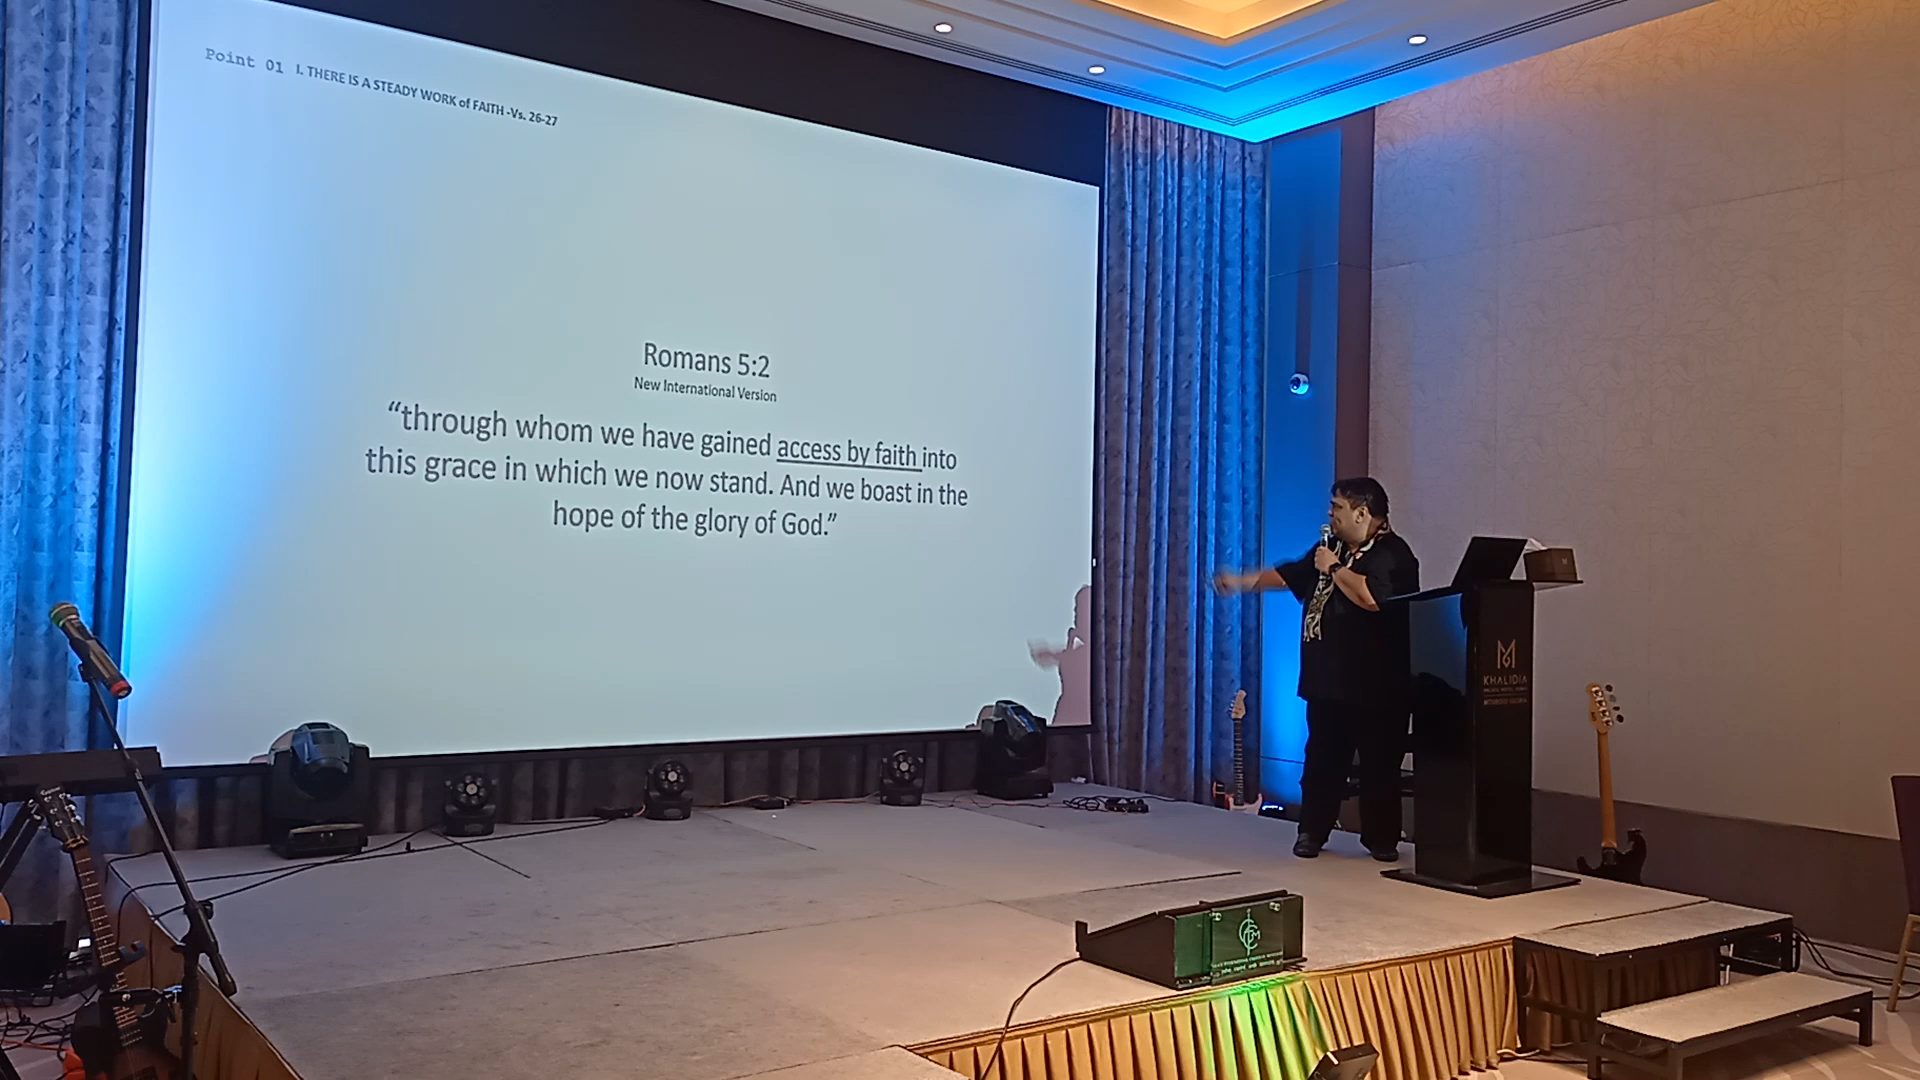 Point 01 I. THERE IS A STEADY WORK of FAITH -Vs. 26-27
Romans 5:2
New International Version
“through whom we have gained access by faith into
this grace in which we now stand. And we boast in the
hope of the glory of God.”
M
KHALIDIA